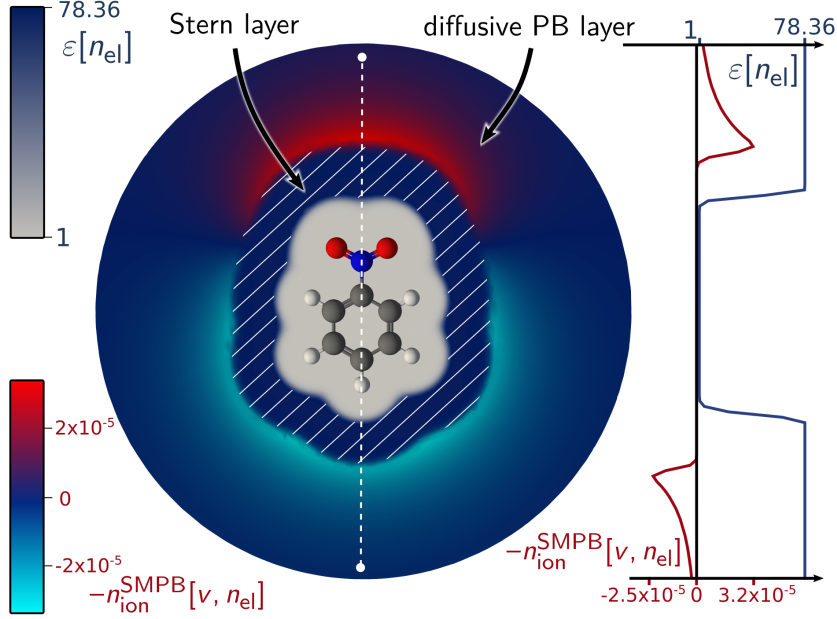 78.36
ε[n_el]
1
Stern layer
diffusive PB layer
1
78.36
ε[n_el]
2x10⁻⁵
0
-2x10⁻⁵
−n_ion^SMPB[v, n_el]
−n_ion^SMPB[v, n_el]
-2.5x10⁻⁵ 0 3.2x10⁻⁵